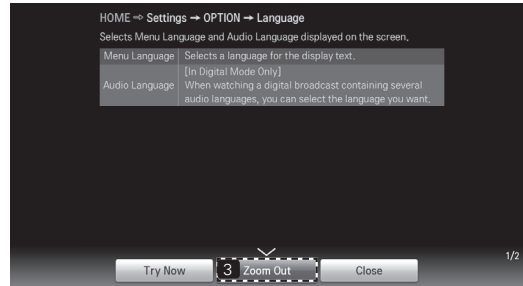 HOME ⇨ Settings → OPTION → Language
Selects Menu Language and Audio Language displayed on the screen.
Menu Language Selects a language for the display text.
[In Digital Mode Only]
Audio Language When watching a digital broadcast containing several
audio languages, you can select the language you want.
1/2
Try Now 3 Zoom Out Close